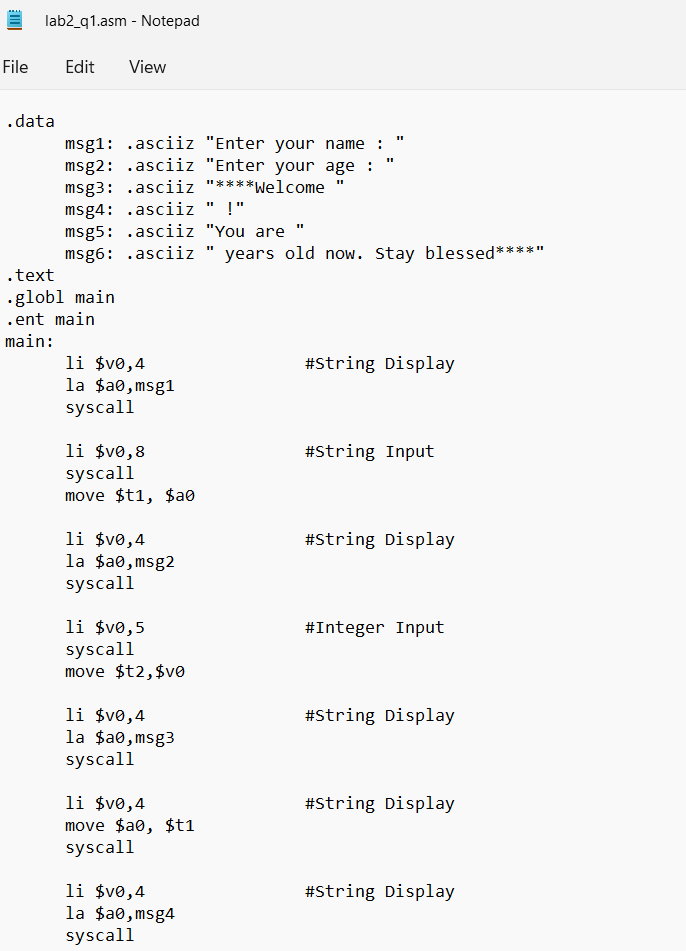 lab2_q1.asm - Notepad
File Edit View
.data
msg1: .asciiz "Enter your name : "
msg2: .asciiz "Enter your age : "
msg3: .asciiz "****Welcome "
msg4: .asciiz " !"
msg5: .asciiz "You are "
msg6: .asciiz " years old now. Stay blessed****"
.text
.globl main
.ent main
main:
li $v0,4 #String Display
la $a0,msg1
syscall
li $v0,8 #String Input
syscall
move $t1, $a0
li $v0,4 #String Display
la $a0,msg2
syscall
li $v0,5 #Integer Input
syscall
move $t2,$v0
li $v0,4 #String Display
la $a0,msg3
syscall
li $v0,4 #String Display
move $a0, $t1
syscall
li $v0,4 #String Display
la $a0,msg4
syscall